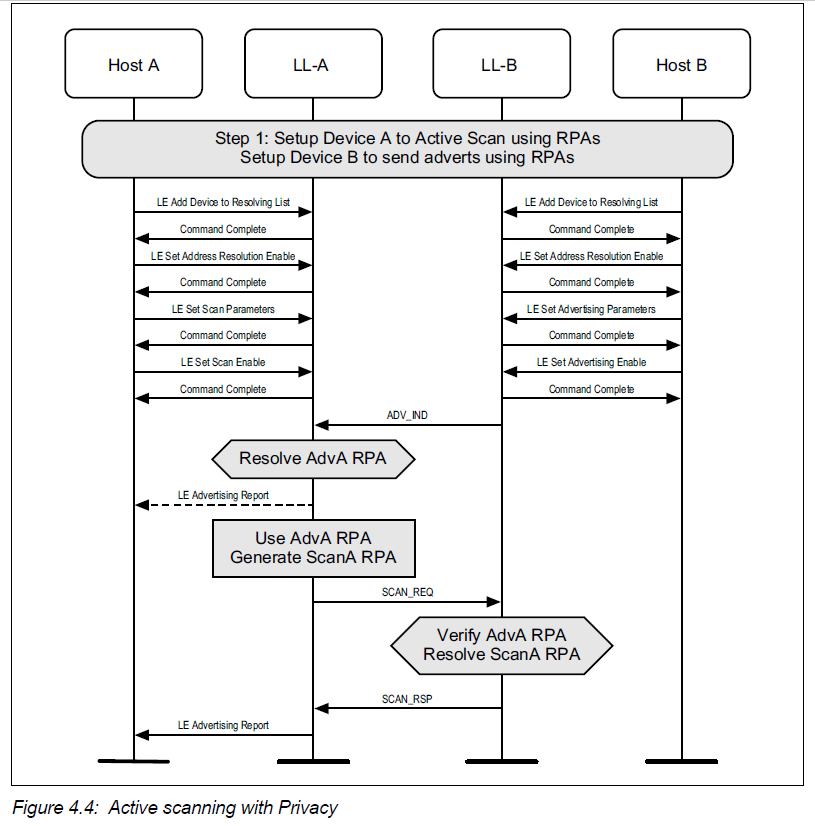 Host A
LL-A
LL-B
Host B
Step 1: Setup Device A to Active Scan using RPAs
Setup Device B to send adverts using RPAs
LE Add Device to Resolving List
LE Add Device to Resolving List
Command Complete
Command Complete
LE Set Address Resolution Enable
LE Set Address Resolution Enable
Command Complete
Command Complete
LE Set Scan Parameters
LE Set Advertising Parameters
Command Complete
Command Complete
LE Set Scan Enable
LE Set Advertising Enable
Command Complete
Command Complete
ADV_IND
Resolve AdvA RPA
LE Advertising Report
Use AdvA RPA
Generate ScanA RPA
SCAN_REQ
Verify AdvA RPA
Resolve ScanA RPA
SCAN_RSP
LE Advertising Report
Figure 4.4: Active scanning with Privacy